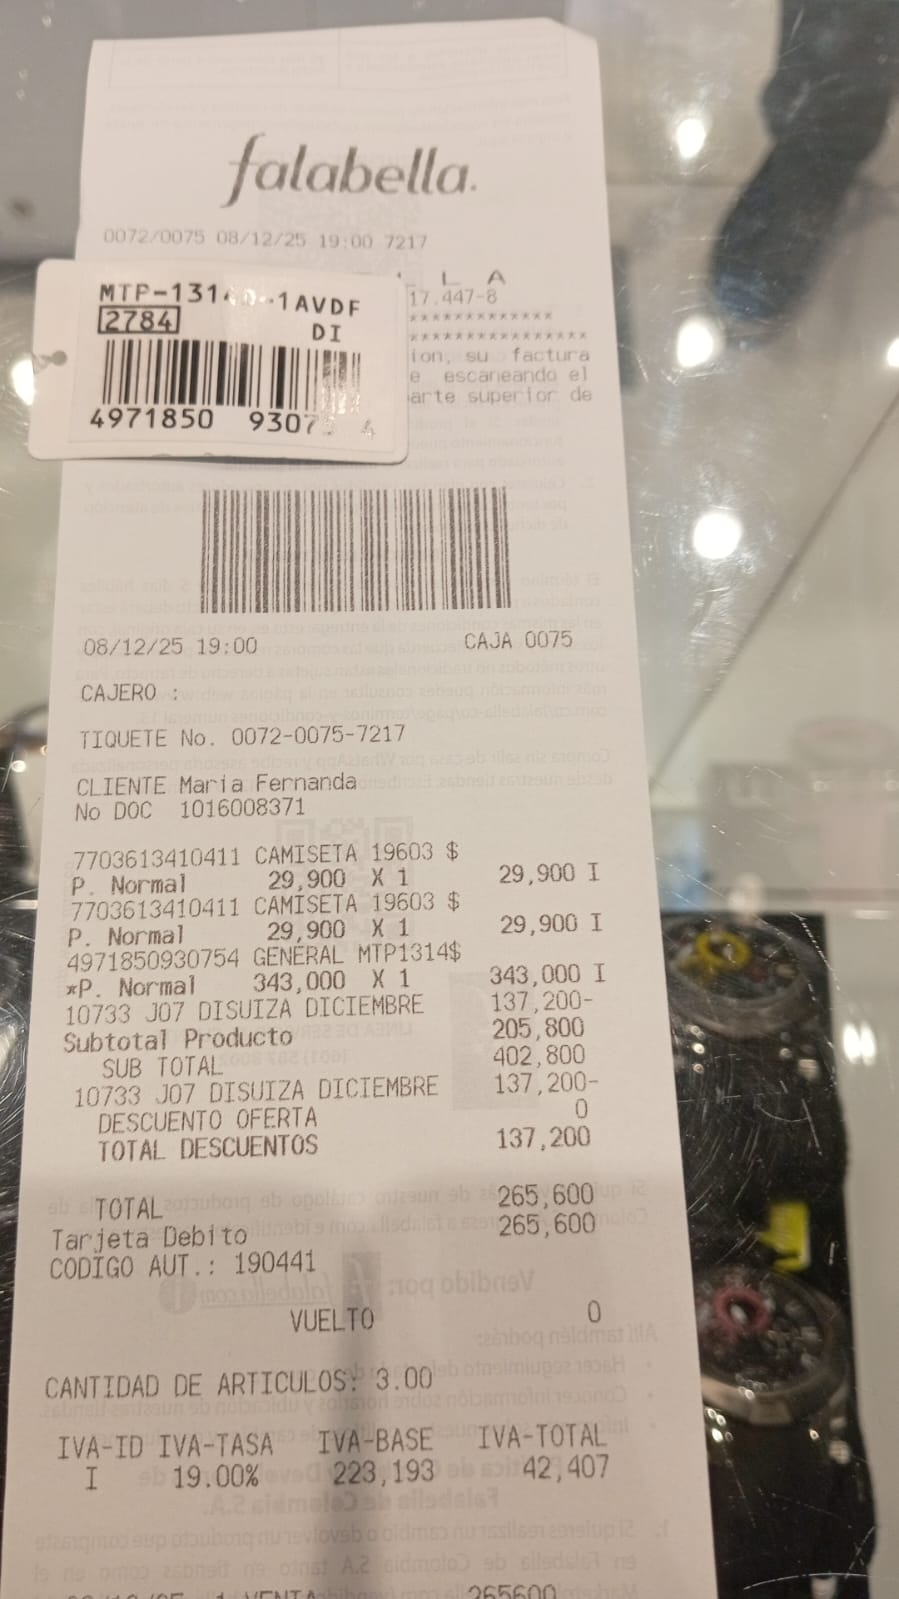 falabella.
0072/0075 08/12/25 19:00 7217
L L A
17.447-8
*************
****************
ion, su factura
e escaneando el
arte superior de
1AVDF
2784
DI
4971850
08/12/25 19:00 CAJA 0075
CAJERO :
TIQUETE No. 0072-0075-7217
CLIENTE Maria Fernanda
No DOC 1016008371
7703613410411 CAMISETA 19603 $
P. Normal 29,900 X 1 29,900 I
7703613410411 CAMISETA 19603 $
P. Normal 29,900 X 1 29,900 I
4971850930754 GENERAL MTP1314$
*P. Normal 343,000 X 1 343,000 I
10733 J07 DISUIZA DICIEMBRE 137,200-
Subtotal Producto 205,800
SUB TOTAL 402,800
10733 J07 DISUIZA DICIEMBRE 137,200-
DESCUENTO OFERTA 0
TOTAL DESCUENTOS 137,200
TOTAL 265,600
Tarjeta Debito 265,600
CODIGO AUT.: 190441
VUELTO 0
CANTIDAD DE ARTICULOS: 3.00
IVA-ID IVA-TASA IVA-BASE IVA-TOTAL
I 19.00% 223,193 42,407
265600